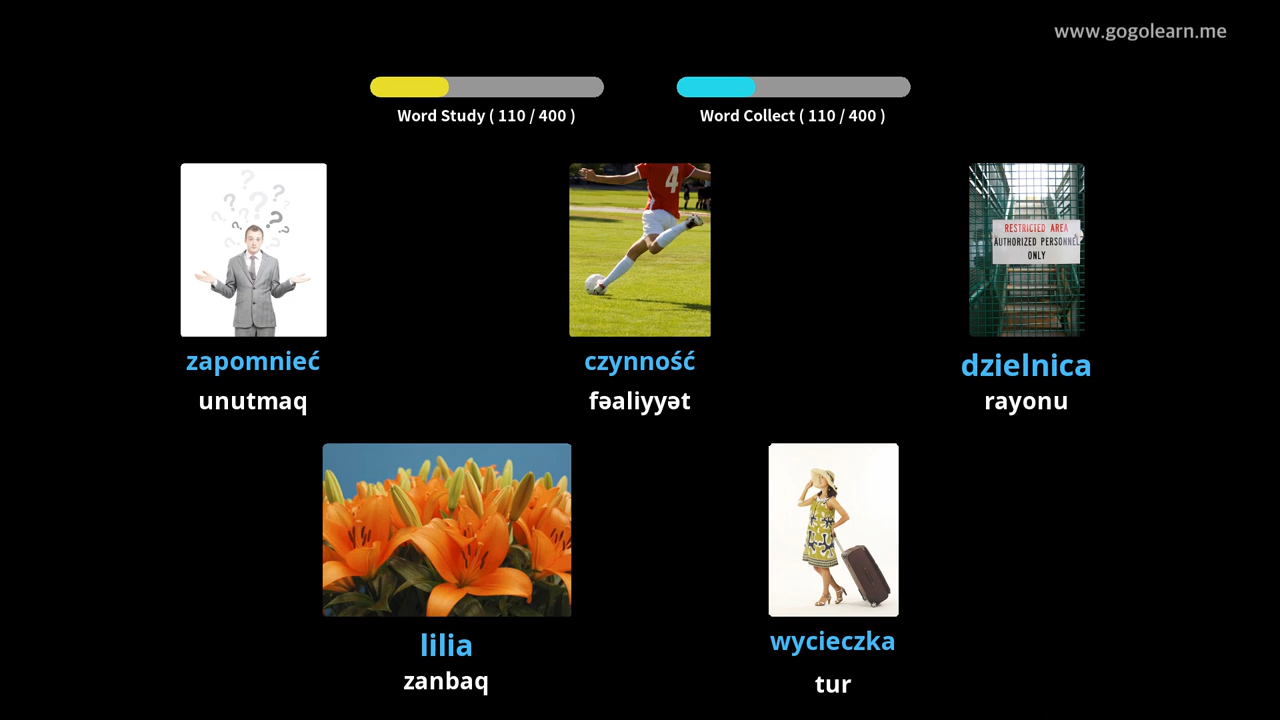 www.gogolearn.me
Word Study ( 110 / 400 )
Word Collect ( 110 / 400 )
4
RESTRICTED AREA
AUTHORIZED PERSONNEL
ONLY
zapomnieć
czynność
dzielnica
unutmaq
fəaliyyət
rayonu
lilia
wycieczka
zanbaq
tur